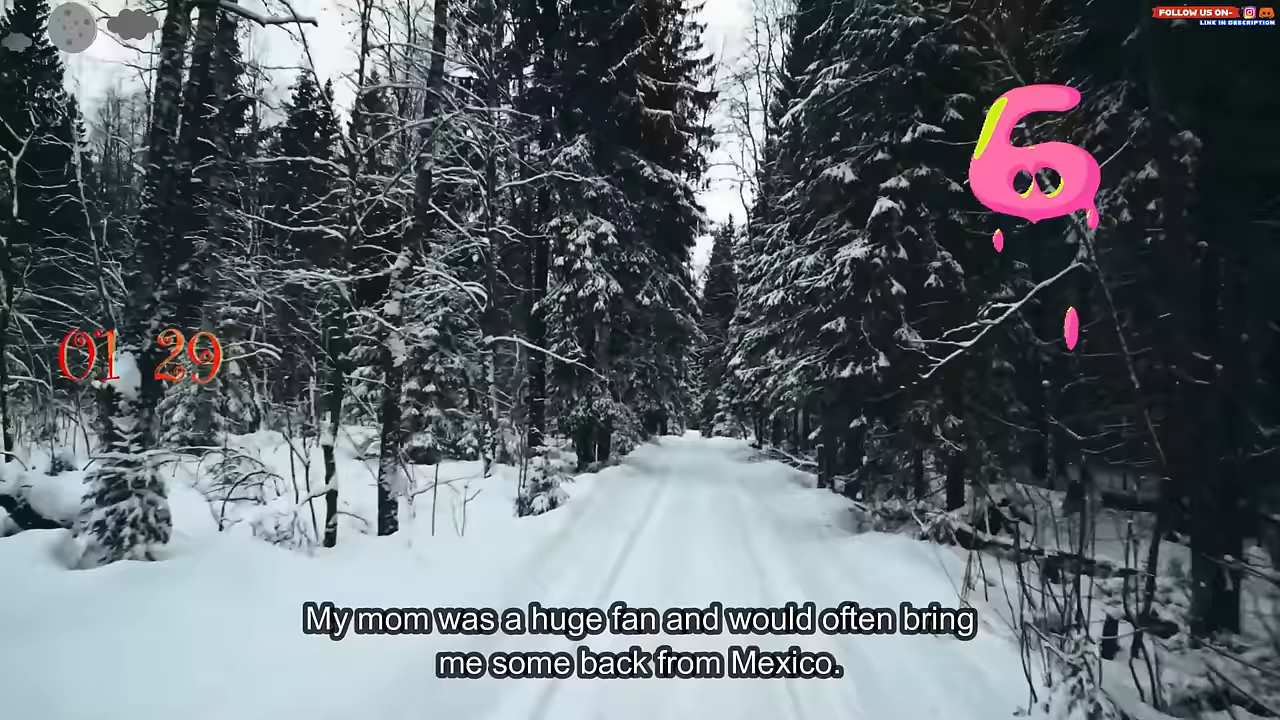 FOLLOW US ON-
LINK IN DESCRIPTION
6
01 29
My mom was a huge fan and would often bring
me some back from Mexico.